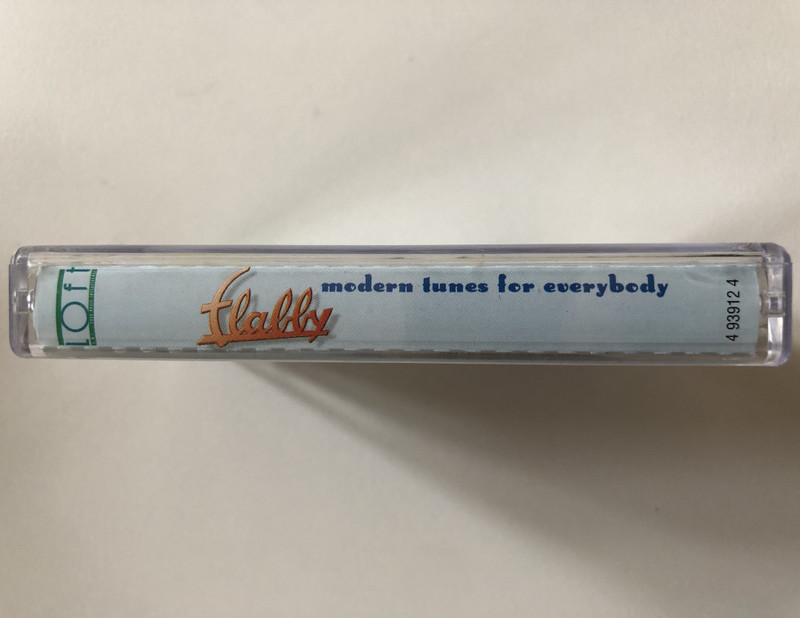 Loft
flabby
modern tunes for everybody
4 93912 4